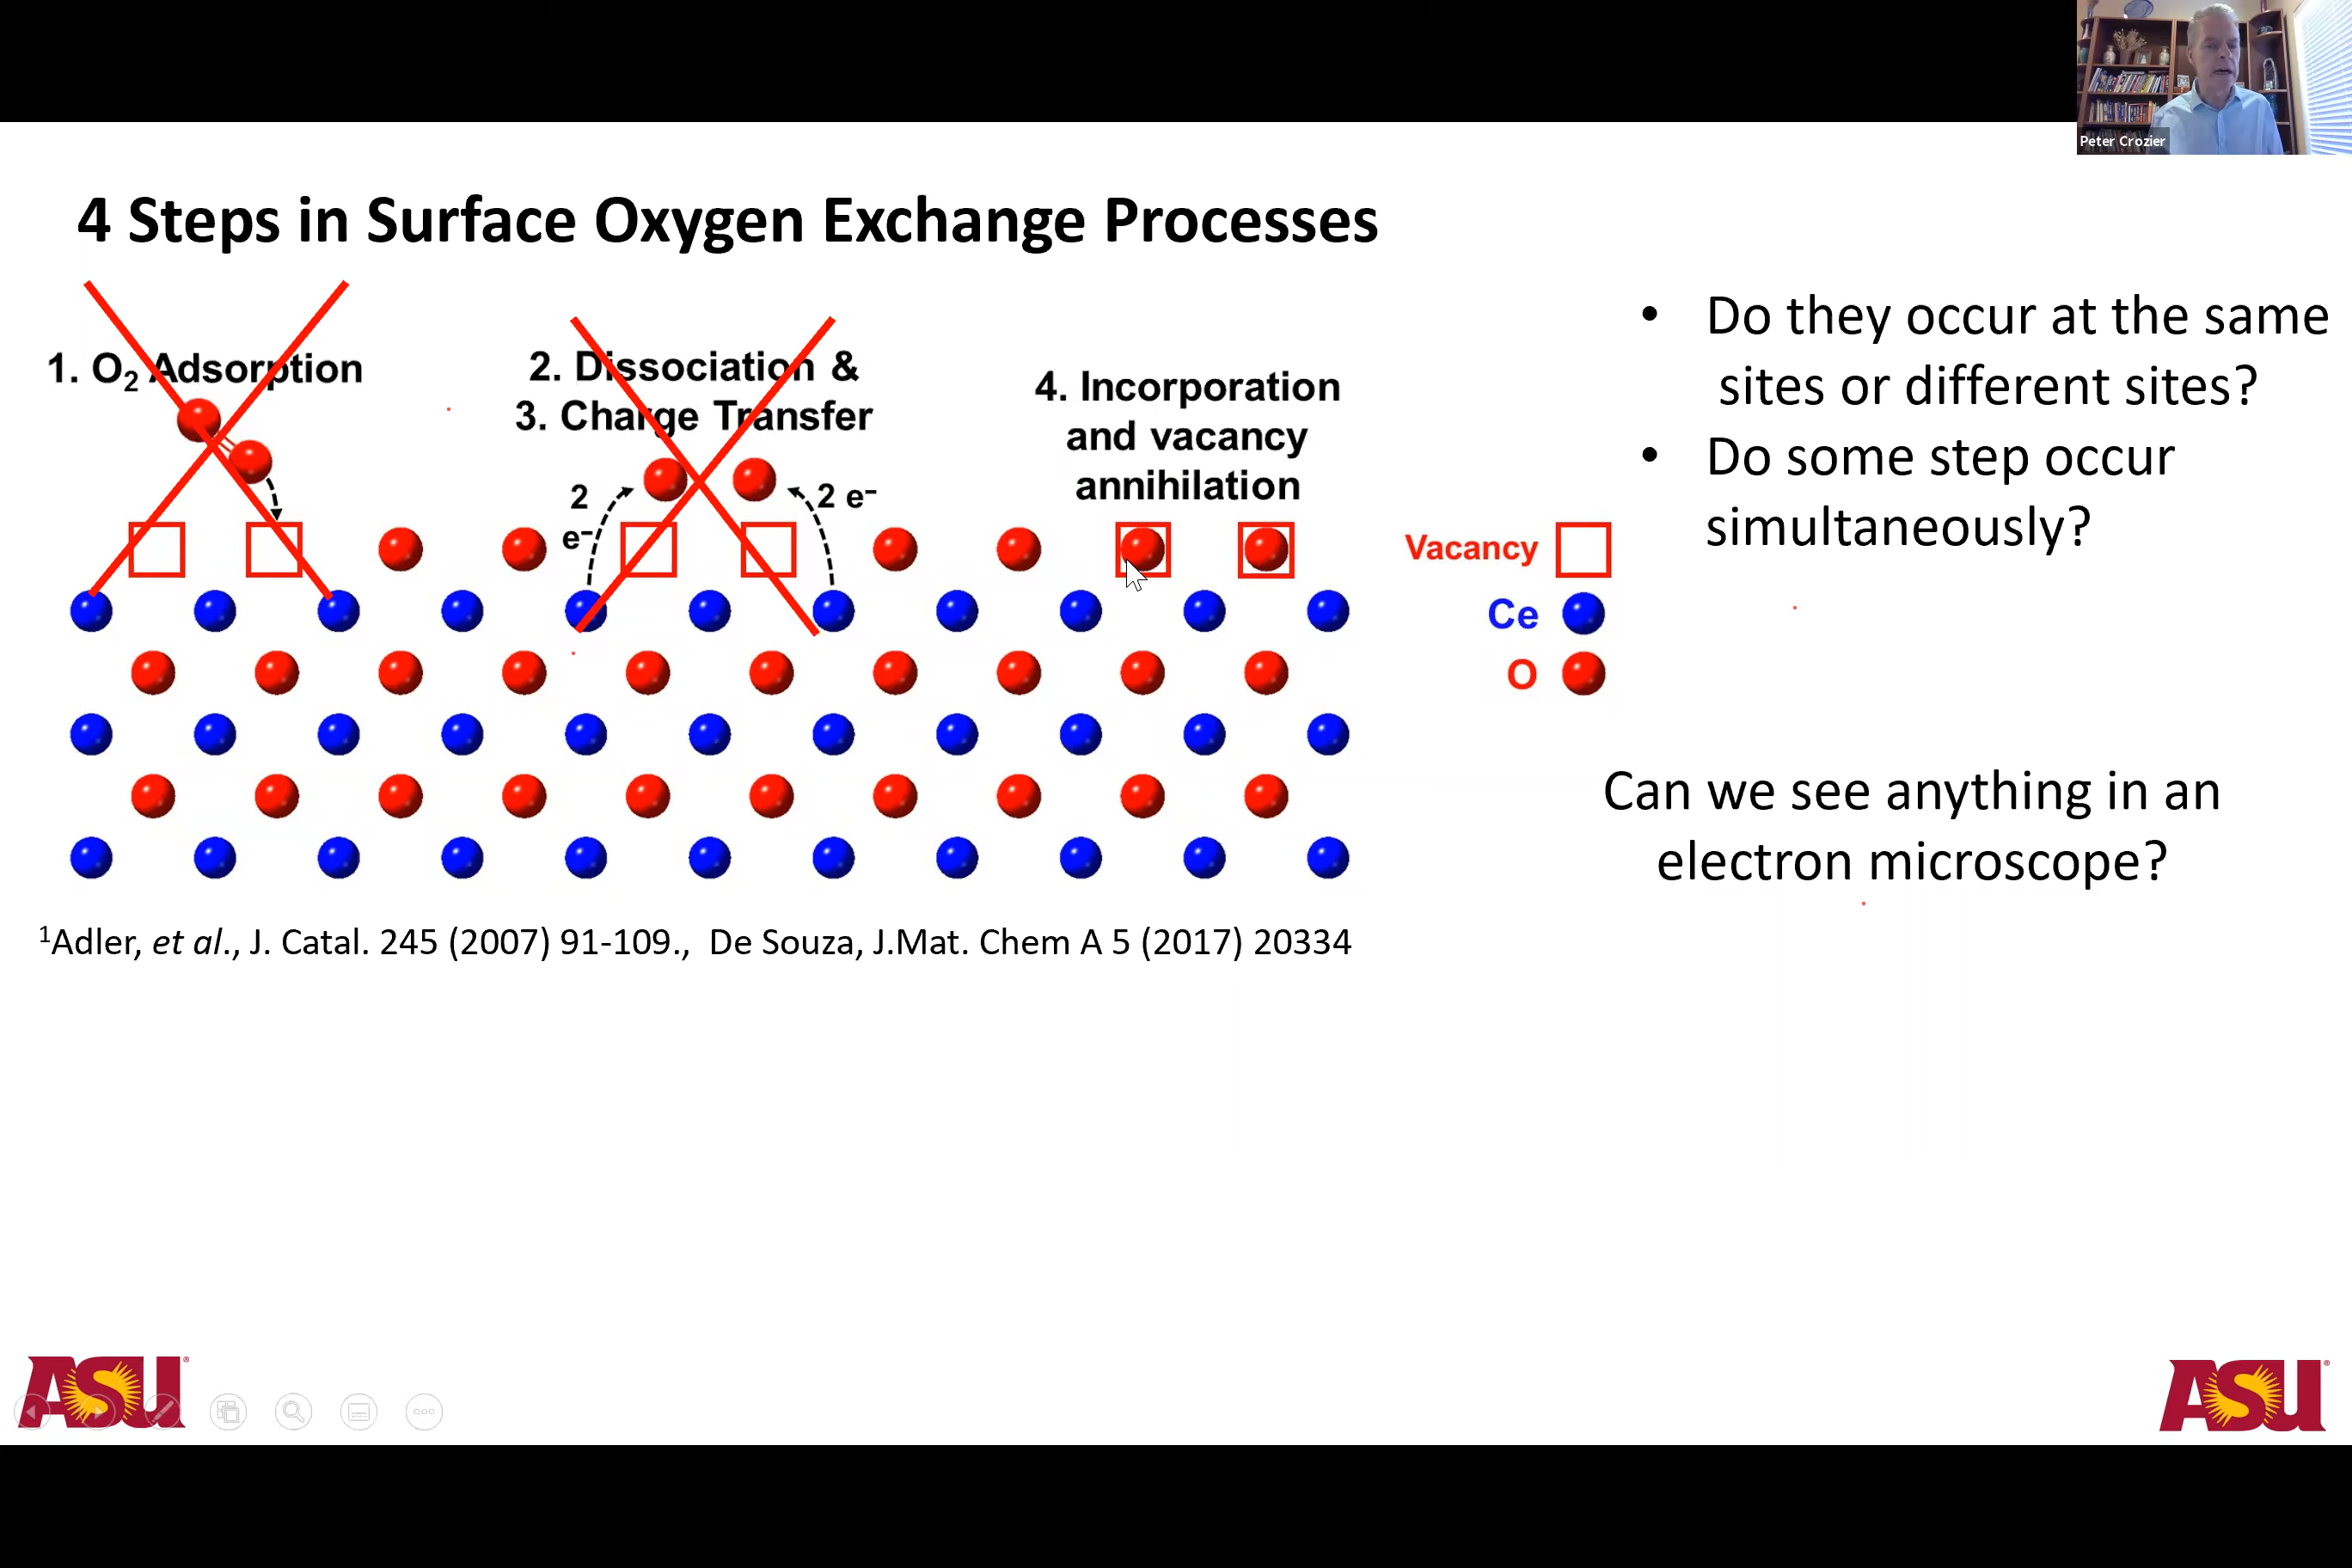 Peter Crozier
4 Steps in Surface Oxygen Exchange Processes
1. O₂ Adsorption
2. Dissociation &
3. Charge Transfer
2
e⁻
2 e⁻
4. Incorporation
and vacancy
annihilation
Vacancy
Ce
O
• Do they occur at the same
sites or different sites?
• Do some step occur
simultaneously?
Can we see anything in an
electron microscope?
¹Adler, et al., J. Catal. 245 (2007) 91-109., De Souza, J.Mat. Chem A 5 (2017) 20334
ASU
ASU